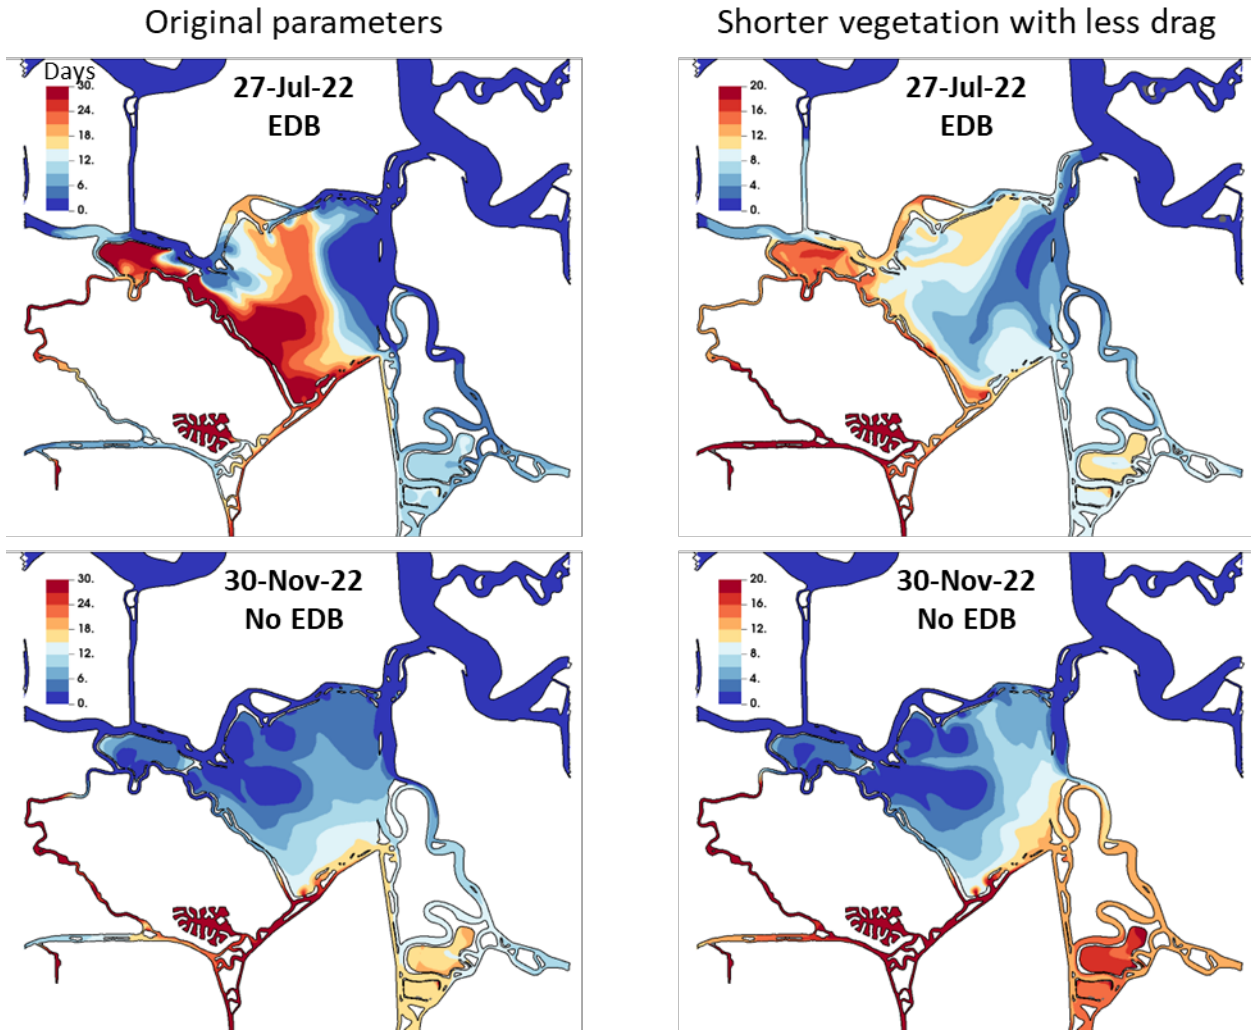 Original parameters
Shorter vegetation with less drag
Days
30.
24.
18.
12.
6.
0.
27-Jul-22
EDB
20.
16.
12.
8.
4.
0.
27-Jul-22
EDB
30.
24.
18.
12.
6.
0.
30-Nov-22
No EDB
20.
16.
12.
8.
4.
0.
30-Nov-22
No EDB